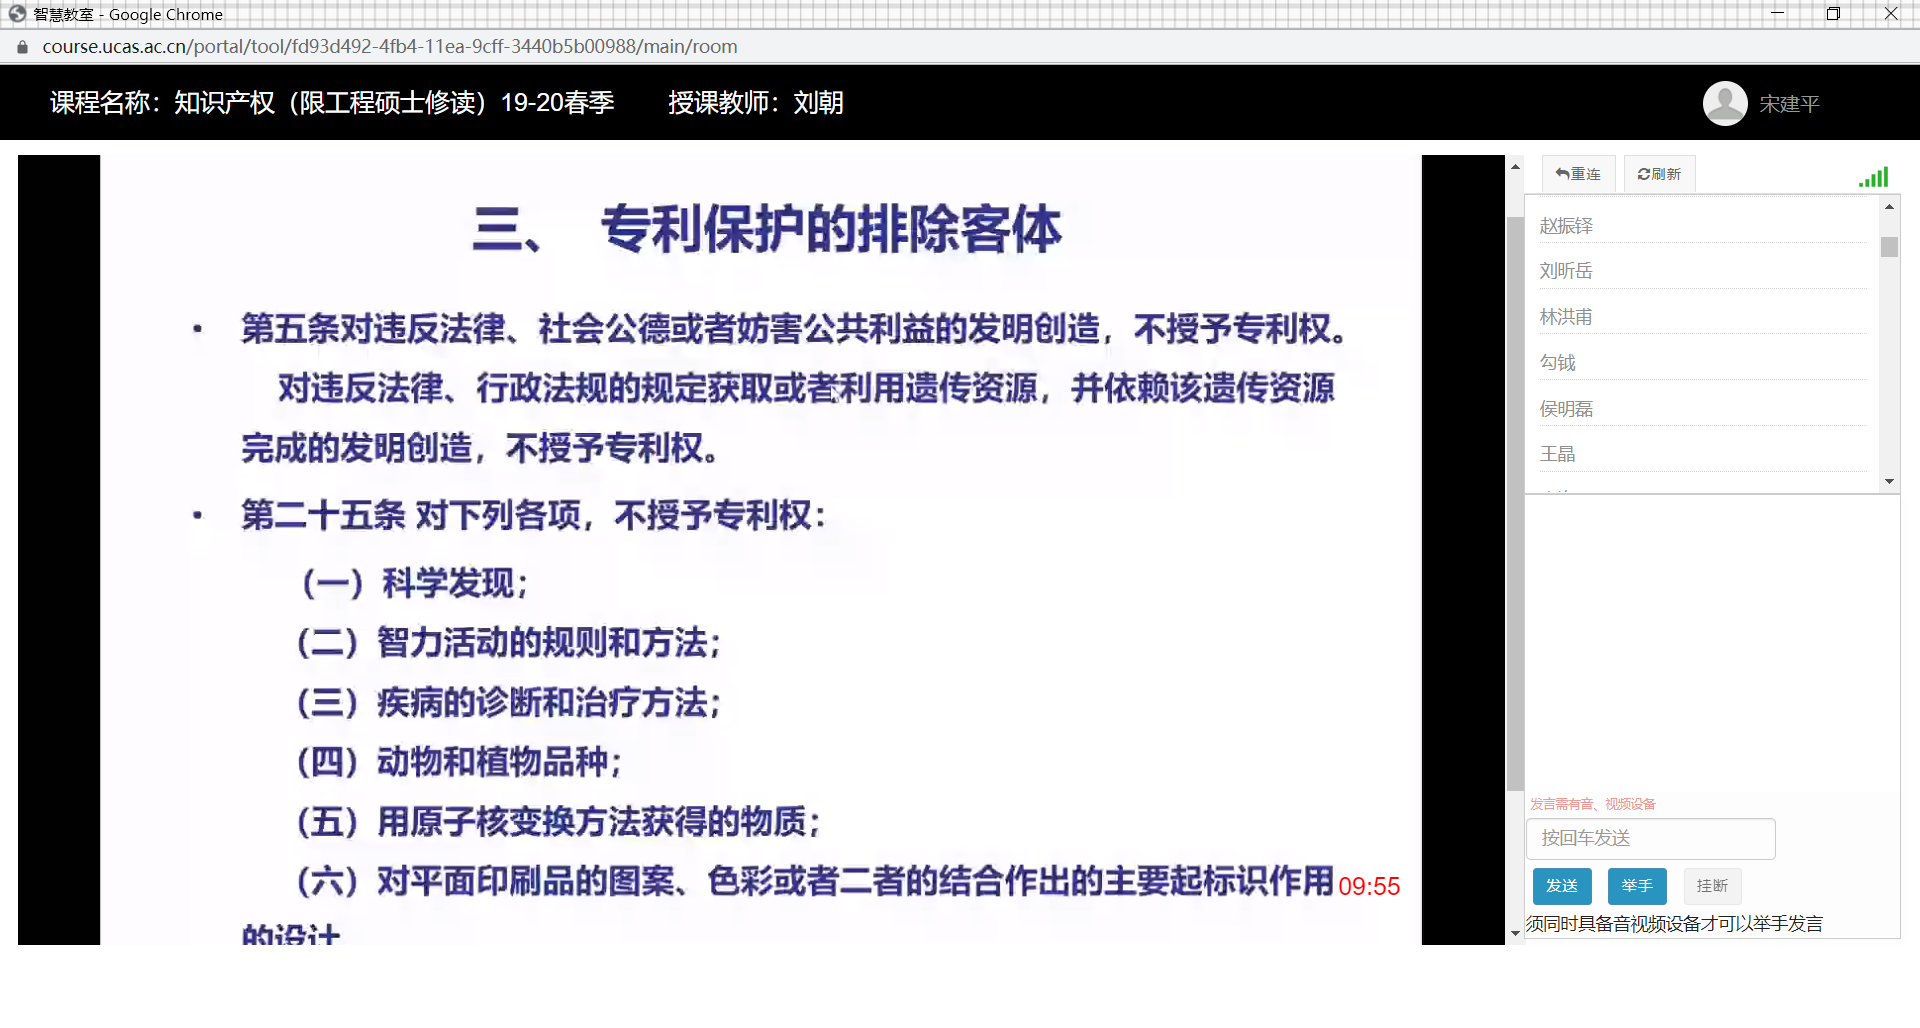 智慧教室 - Google Chrome
course.ucas.ac.cn/portal/tool/fd93d492-4fb4-11ea-9cff-3440b5b00988/main/room
课程名称：知识产权（限工程硕士修读）19-20春季 授课教师：刘朝
宋建平
三、 专利保护的排除客体
• 第五条对违反法律、社会公德或者妨害公共利益的发明创造，不授予专利权。
对违反法律、行政法规的规定获取或者利用遗传资源，并依赖该遗传资源
完成的发明创造，不授予专利权。
• 第二十五条 对下列各项，不授予专利权：
（一）科学发现；
（二）智力活动的规则和方法；
（三）疾病的诊断和治疗方法；
（四）动物和植物品种；
（五）用原子核变换方法获得的物质；
（六）对平面印刷品的图案、色彩或者二者的结合作出的主要起标识作用
的设计
09:55
重连 刷新
赵振铎
刘昕岳
林洪甫
勾钺
侯明磊
王晶
发言需有音、视频设备
按回车发送
发送 举手 挂断
须同时具备音视频设备才可以举手发言